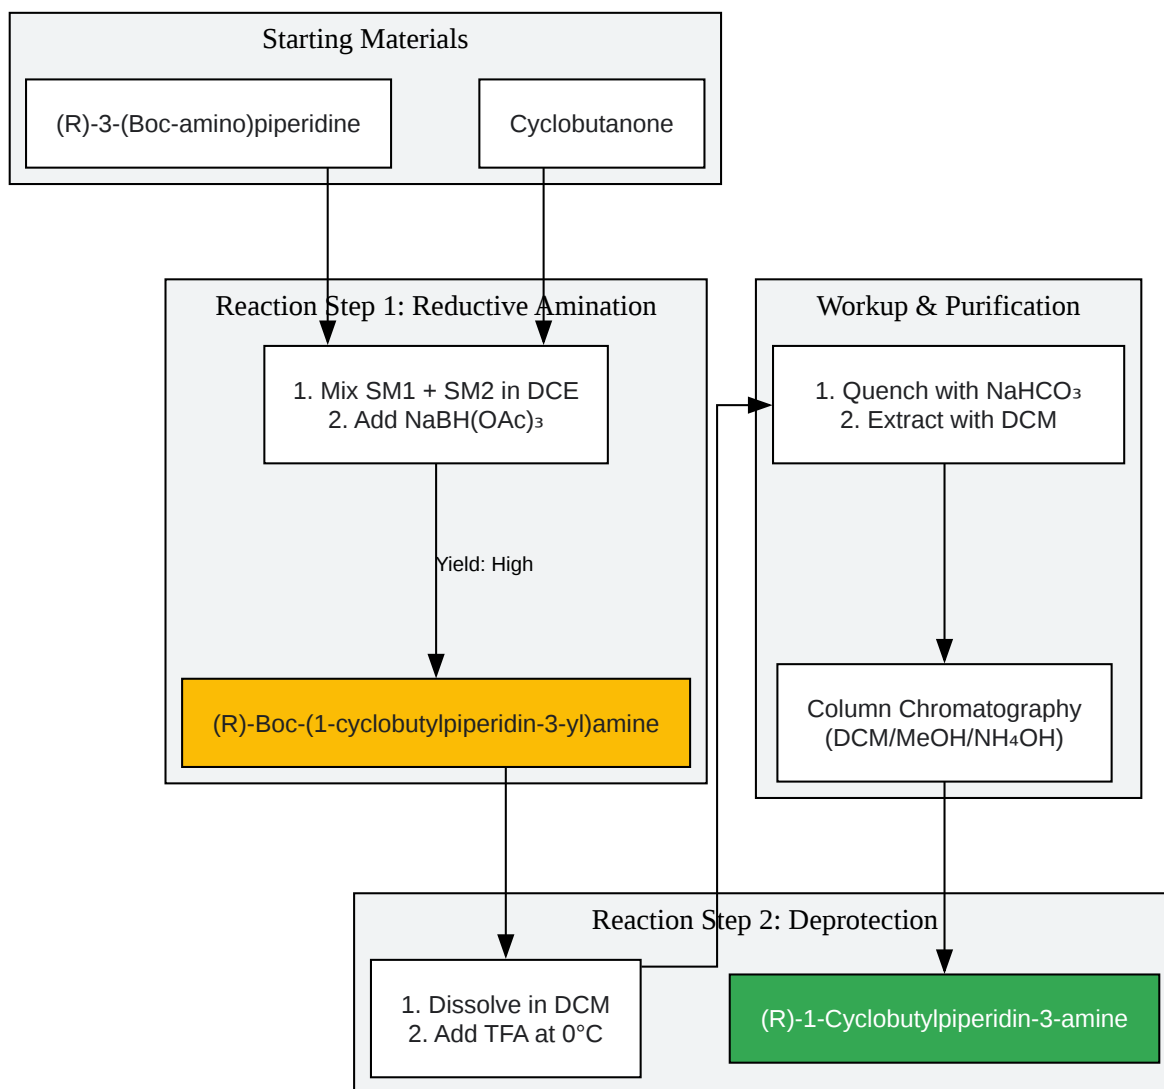 Starting Materials
(R)-3-(Boc-amino)piperidine
Cyclobutanone
Reaction Step 1: Reductive Amination
1. Mix SM1 + SM2 in DCE
2. Add NaBH(OAc)₃
Yield: High
(R)-Boc-(1-cyclobutylpiperidin-3-yl)amine
Workup & Purification
1. Quench with NaHCO₃
2. Extract with DCM
Column Chromatography
(DCM/MeOH/NH₄OH)
Reaction Step 2: Deprotection
1. Dissolve in DCM
2. Add TFA at 0°C
(R)-1-Cyclobutylpiperidin-3-amine